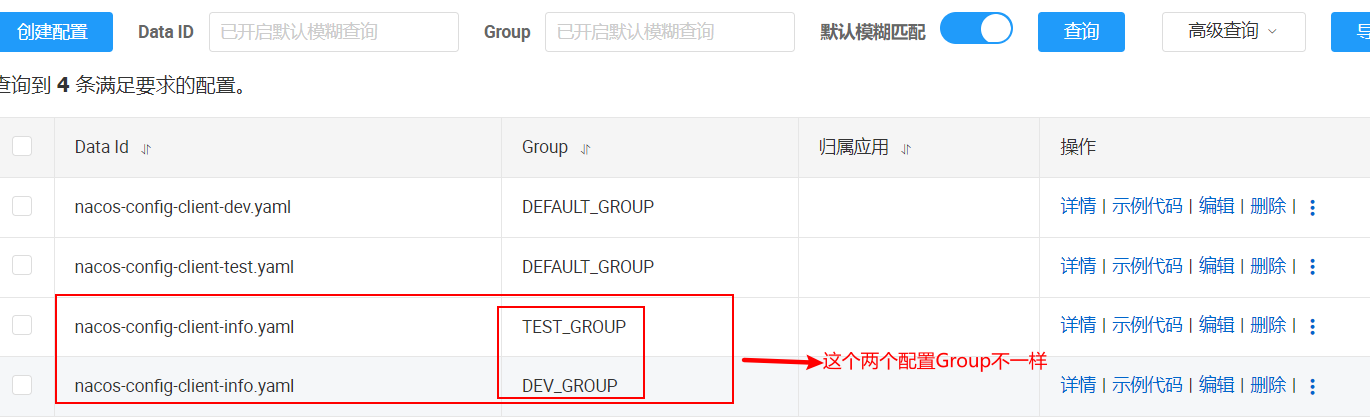 创建配置 Data ID 已开启默认模糊查询 Group 已开启默认模糊查询 默认模糊匹配 查询 高级查询 导
查询到 4 条满足要求的配置。
Data Id Group 归属应用 操作
nacos-config-client-dev.yaml DEFAULT_GROUP 详情 | 示例代码 | 编辑 | 删除 |
nacos-config-client-test.yaml DEFAULT_GROUP 详情 | 示例代码 | 编辑 | 删除 |
nacos-config-client-info.yaml TEST_GROUP 详情 | 示例代码 | 编辑 | 删除 |
这个两个配置Group不一样
nacos-config-client-info.yaml DEV_GROUP 详情 | 示例代码 | 编辑 | 删除 |